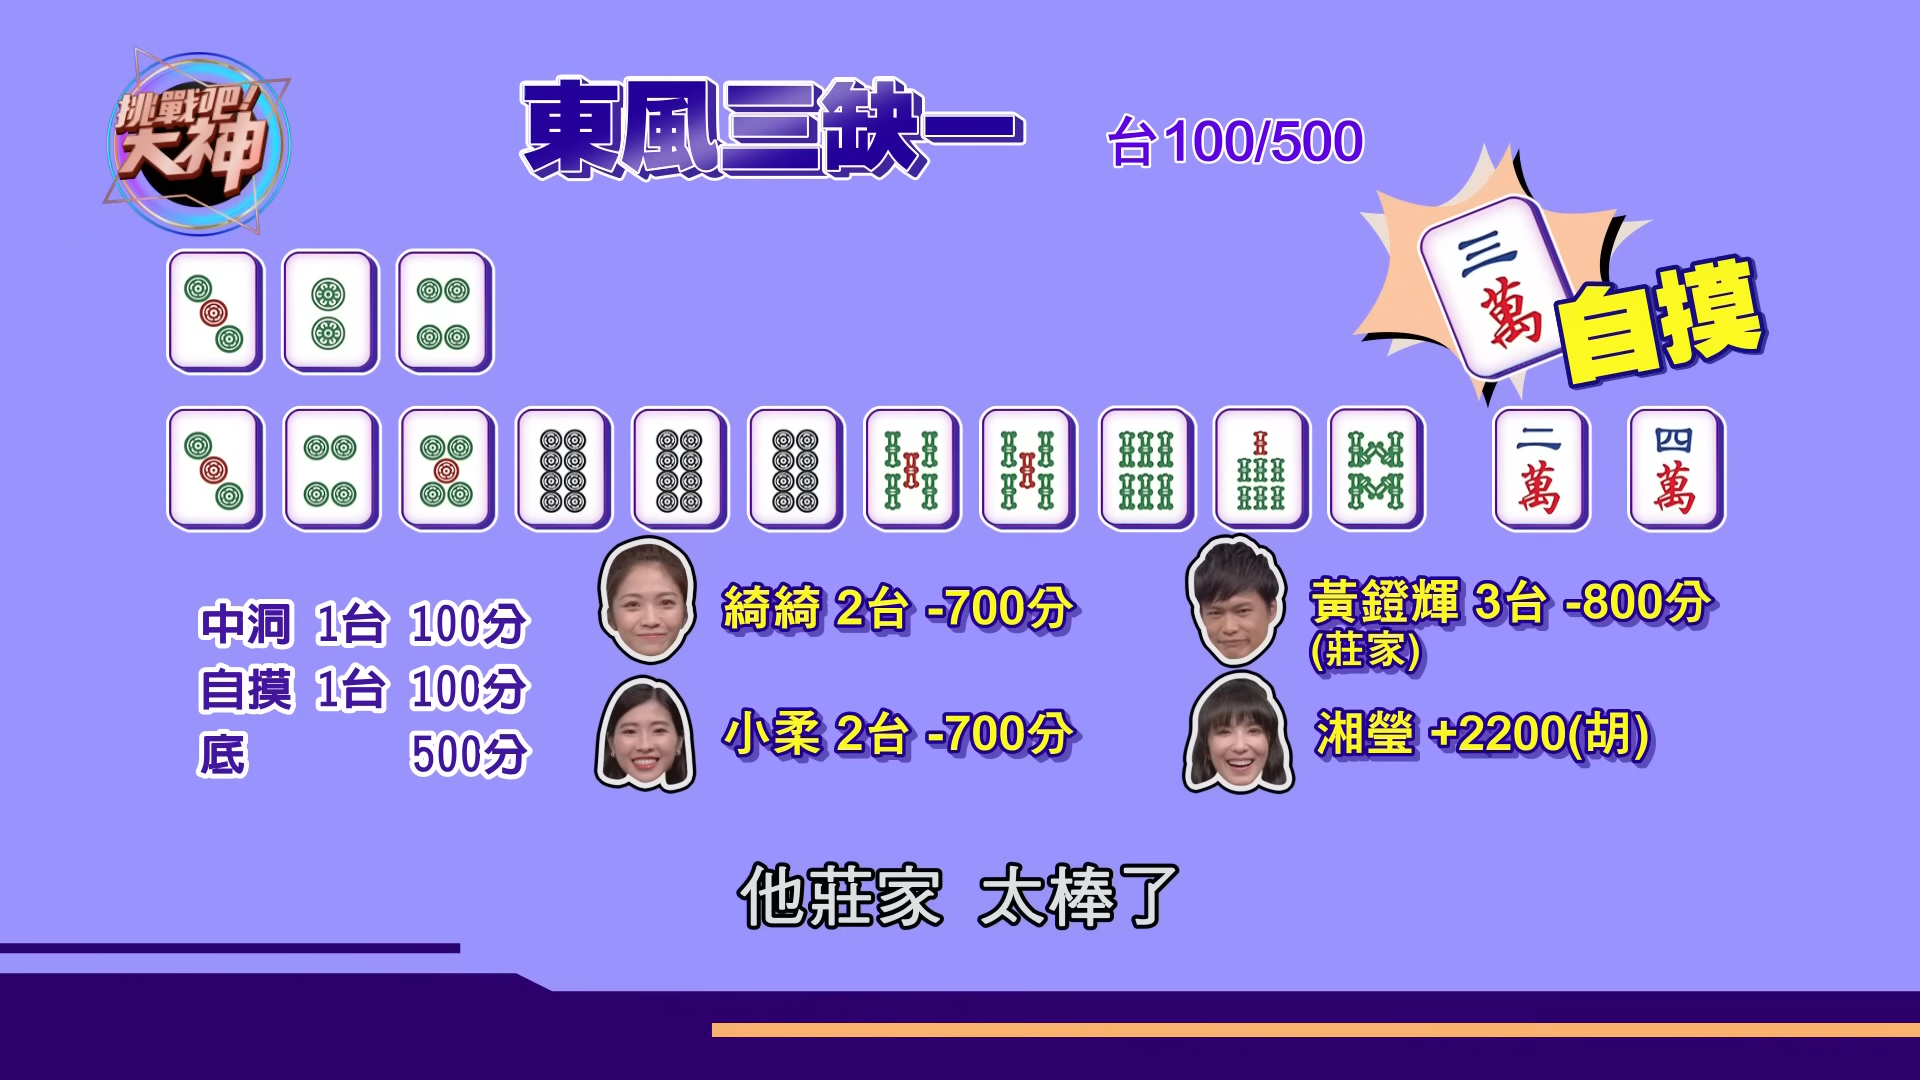 挑戰吧!
大神
東風三缺一
台100/500
三萬
自摸
二萬
四萬
中洞 1台 100分
自摸 1台 100分
底 500分
綺綺 2台 -700分
小柔 2台 -700分
黃鐙輝 3台 -800分
(莊家)
湘瑩 +2200(胡)
他莊家 太棒了